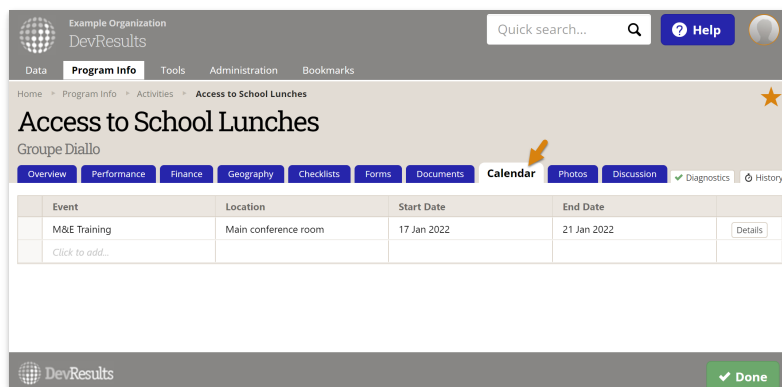 Example Organization
DevResults
Quick search...
? Help
Data Program Info Tools Administration Bookmarks
Home Program Info Activities Access to School Lunches
Access to School Lunches
Groupe Diallo
Overview Performance Finance Geography Checklists Forms Documents Calendar Photos Discussion Diagnostics History
Event Location Start Date End Date
M&E Training Main conference room 17 Jan 2022 21 Jan 2022 Details
Click to add...
DevResults
Done